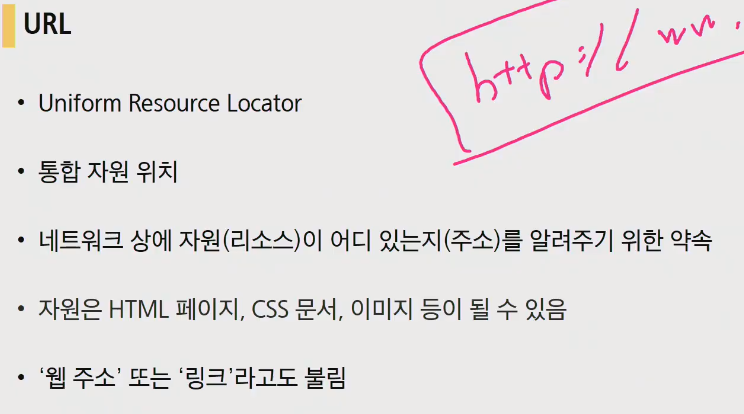 URL
http:// ww.
• Uniform Resource Locator
• 통합 자원 위치
• 네트워크 상에 자원(리소스)이 어디 있는지(주소)를 알려주기 위한 약속
• 자원은 HTML 페이지, CSS 문서, 이미지 등이 될 수 있음
• ‘웹 주소’ 또는 ‘링크’라고도 불림